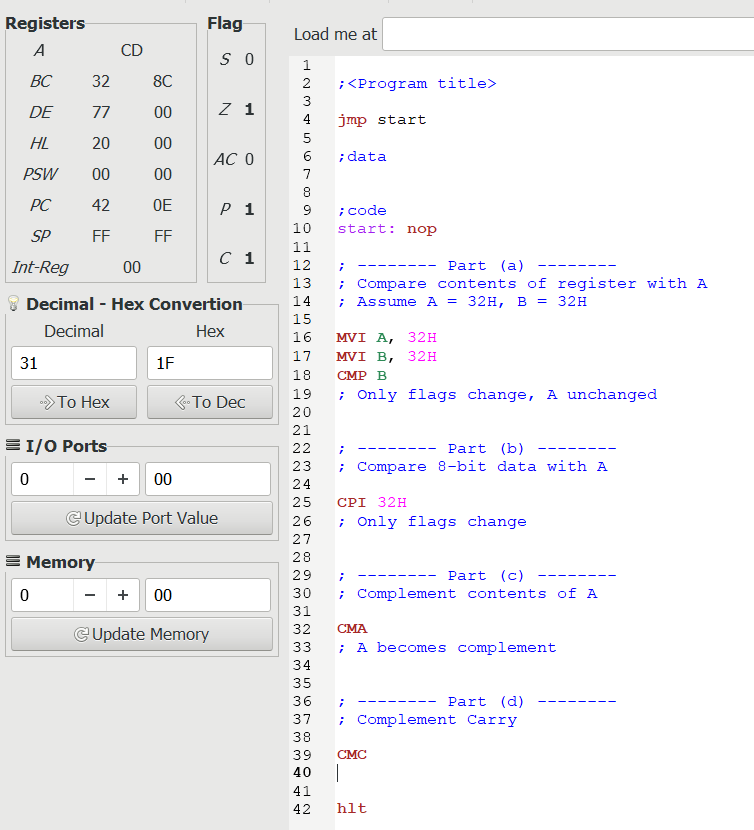 Registers
A CD
BC 32 8C
DE 77 00
HL 20 00
PSW 00 00
PC 42 0E
SP FF FF
Int-Reg 00
Flag
S 0
Z 1
AC 0
P 1
C 1
Decimal - Hex Convertion
Decimal Hex
31 1F
To Hex To Dec
I/O Ports
0 − + 00
Update Port Value
Memory
0 − + 00
Update Memory
Load me at
1
2 ;<Program title>
3
4 jmp start
5
6 ;data
7
8
9 ;code
10 start: nop
11
12 ; -------- Part (a) --------
13 ; Compare contents of register with A
14 ; Assume A = 32H, B = 32H
15
16 MVI A, 32H
17 MVI B, 32H
18 CMP B
19 ; Only flags change, A unchanged
20
21
22 ; -------- Part (b) --------
23 ; Compare 8-bit data with A
24
25 CPI 32H
26 ; Only flags change
27
28
29 ; -------- Part (c) --------
30 ; Complement contents of A
31
32 CMA
33 ; A becomes complement
34
35
36 ; -------- Part (d) --------
37 ; Complement Carry
38
39 CMC
40
41
42 hlt